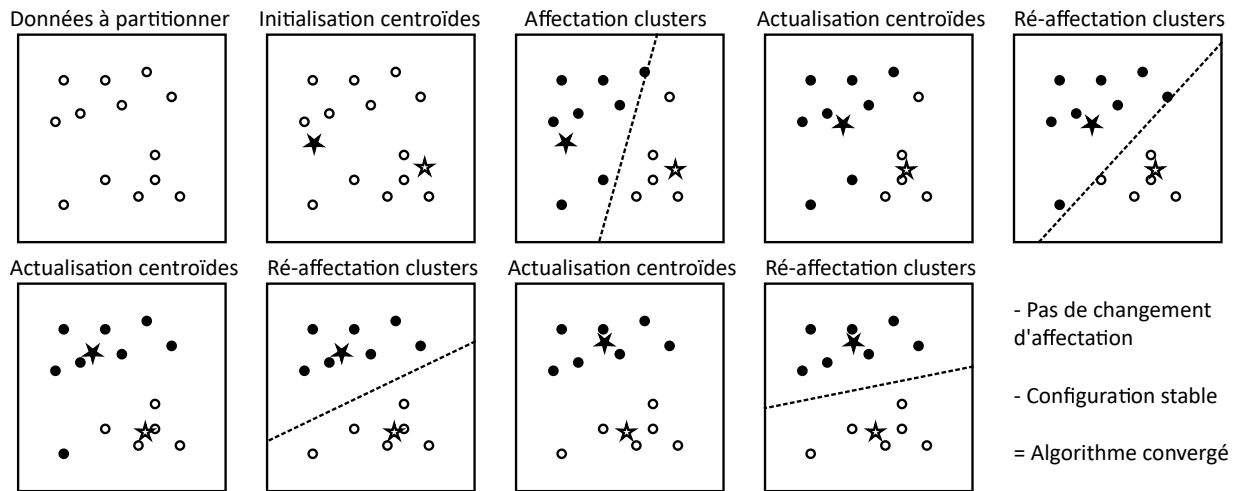 Données à partitionner
Initialisation centroïdes
Affectation clusters
Actualisation centroïdes
Ré-affectation clusters
Actualisation centroïdes
Ré-affectation clusters
Actualisation centroïdes
Ré-affectation clusters
- Pas de changement
d'affectation
- Configuration stable
= Algorithme convergé